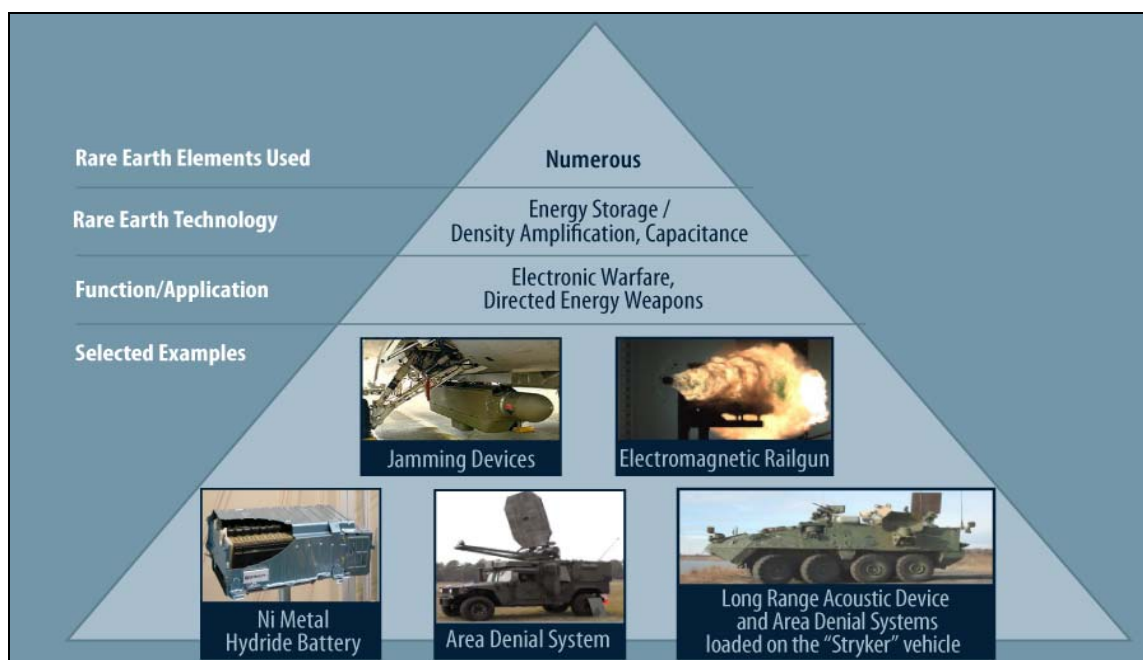 Rare Earth Elements Used
Numerous
Rare Earth Technology
Energy Storage /
Density Amplification, Capacitance
Function/Application
Electronic Warfare,
Directed Energy Weapons
Selected Examples
Jamming Devices
Electromagnetic Railgun
Ni Metal
Hydride Battery
Area Denial System
Long Range Acoustic Device
and Area Denial Systems
loaded on the “Stryker” vehicle